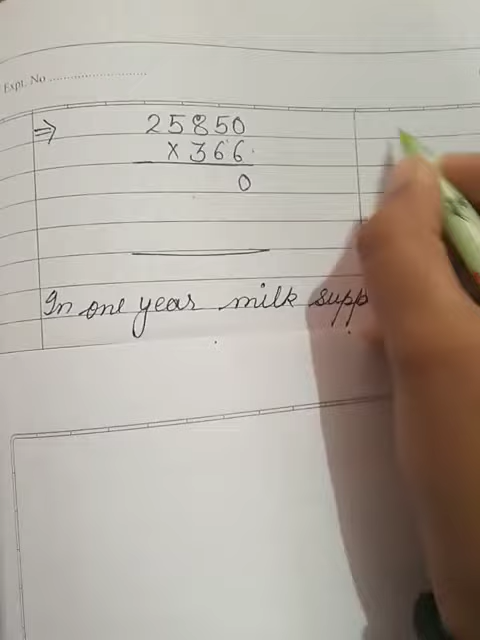 Expt. No ........................
⇒ 25850
× 366
0
In one year milk supp